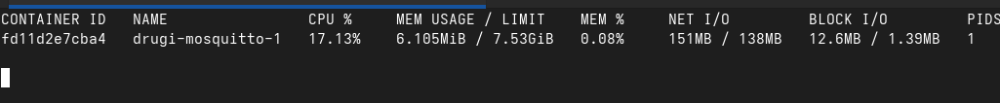 CONTAINER ID   NAME                CPU %     MEM USAGE / LIMIT    MEM %     NET I/O         BLOCK I/O         PIDS
fd11d2e7cba4   drugi-mosquitto-1   17.13%    6.105MiB / 7.53GiB   0.08%     151MB / 138MB   12.6MB / 1.39MB   1